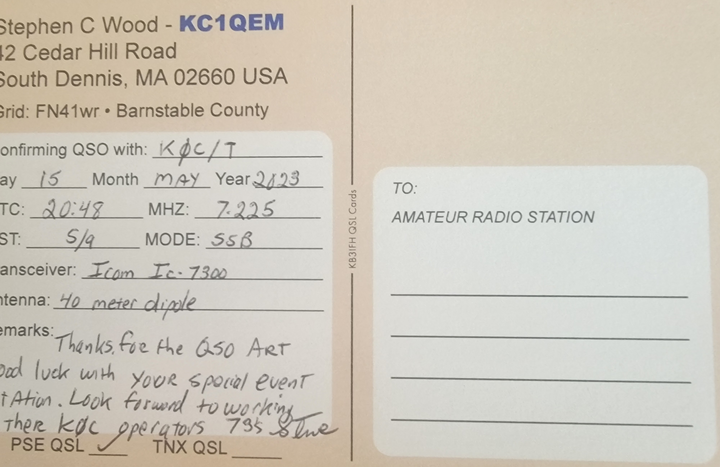 Stephen C Wood - KC1QEM
42 Cedar Hill Road
South Dennis, MA 02660 USA
Grid: FN41wr • Barnstable County
onfirming QSO with: KØC/T
ay 15 Month MAY Year 2023
TC: 20:48 MHZ: 7.225
ST: 5/9 MODE: SSB
ansceiver: Icom Ic-7300
ntenna: 40 meter dipole
emarks: Thanks for the QSO ART
ood luck with YOUR special event
tAtion. Look forward to working
ther KØC operators 73s Steve
PSE QSL ✓ TNX QSL
KB3IFH QSL Cards
TO:
AMATEUR RADIO STATION